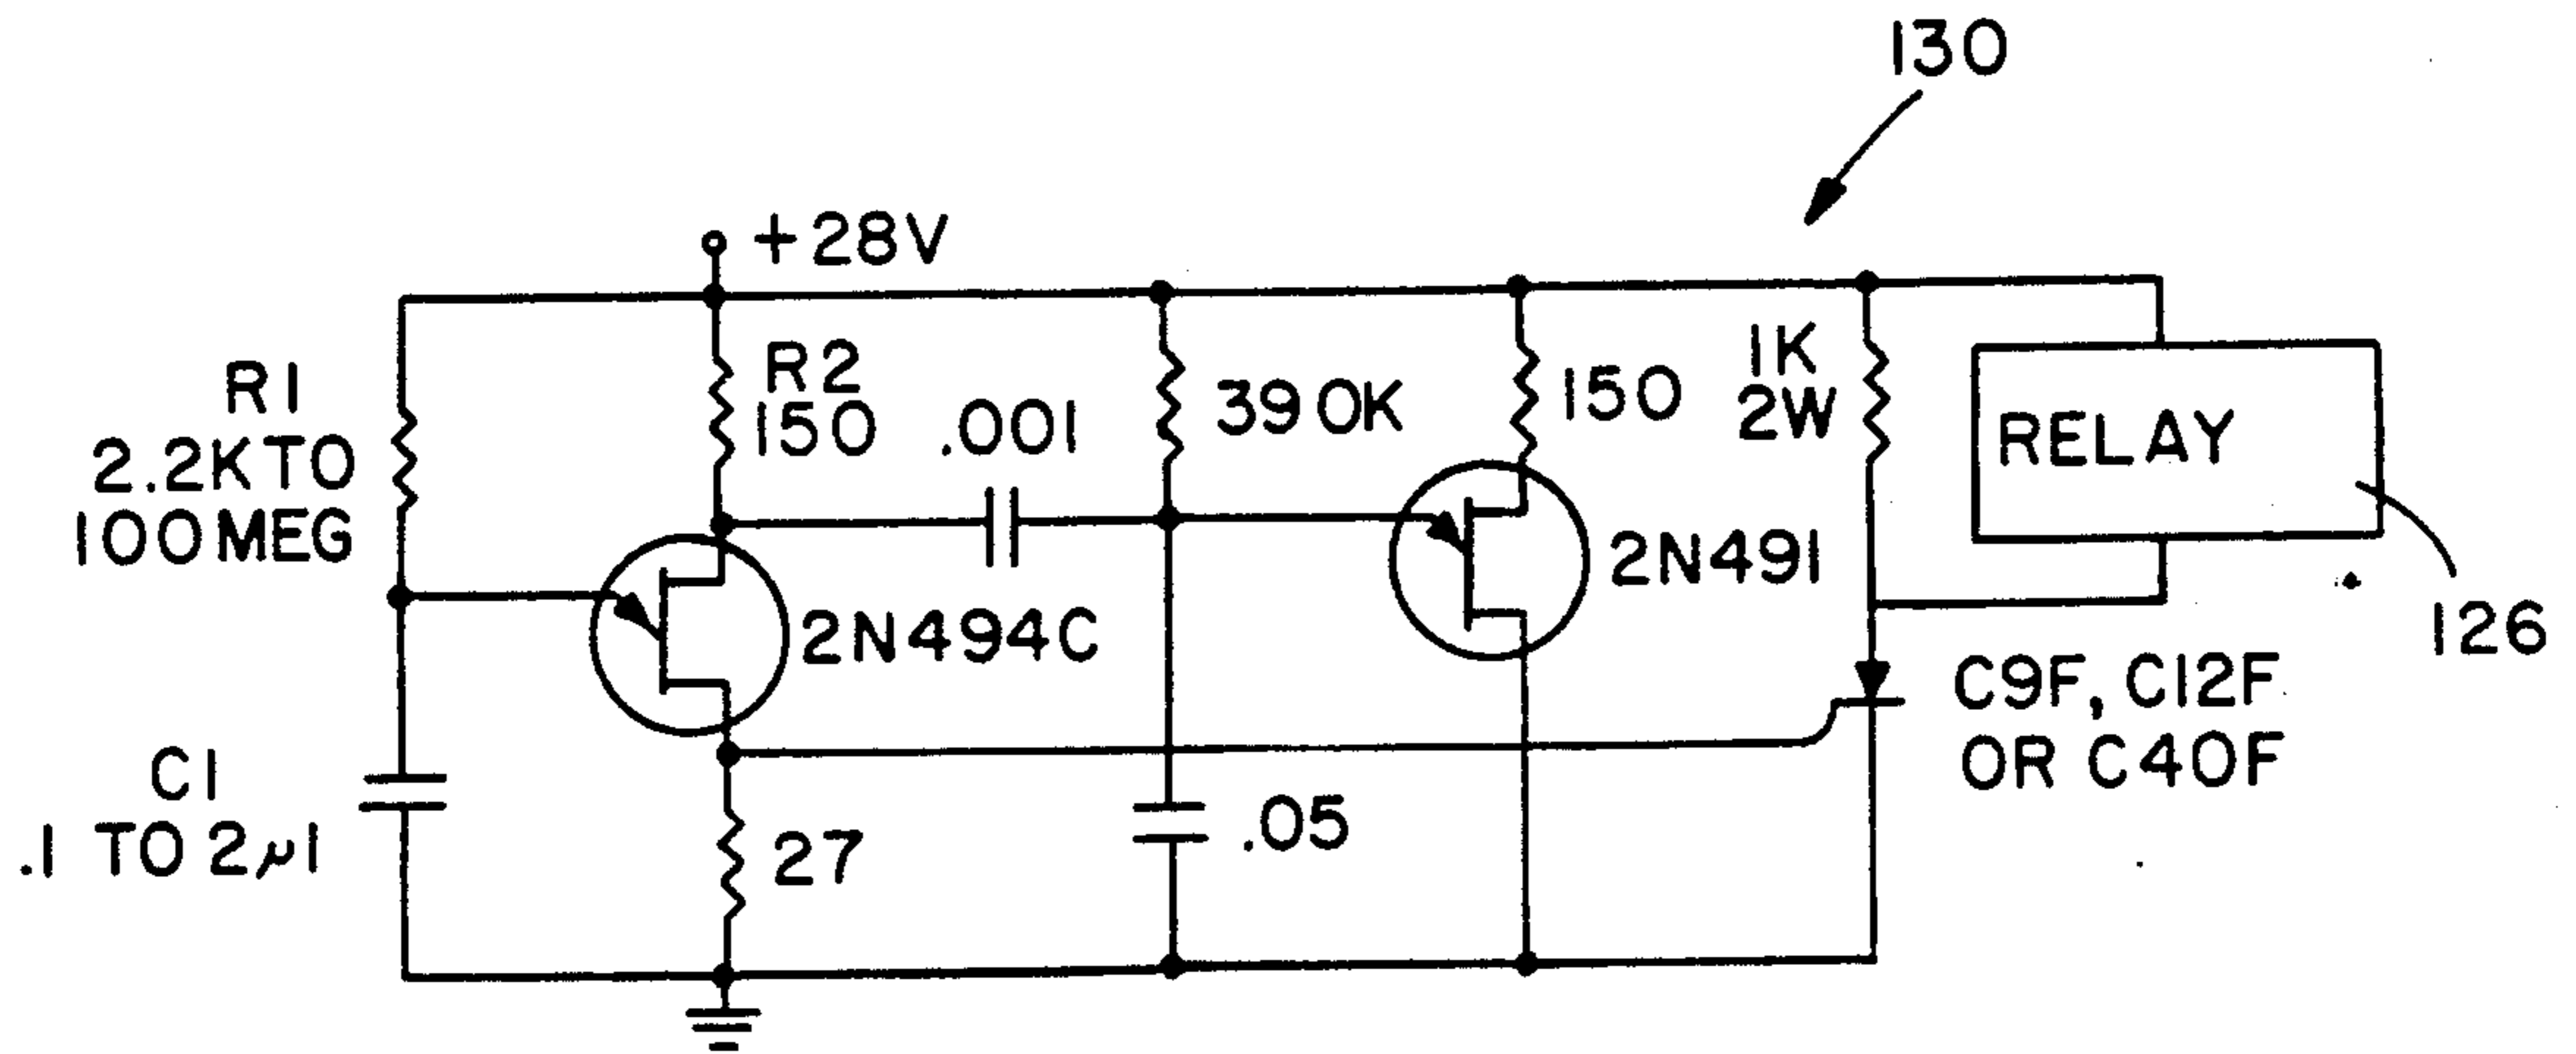 130
+28V
R1
2.2K TO
100 MEG
R2
150
.001
390K
150
1K
2W
RELAY
2N494C
2N491
126
C9F, C12F
OR C40F
C1
.1 TO 2µ1
27
.05